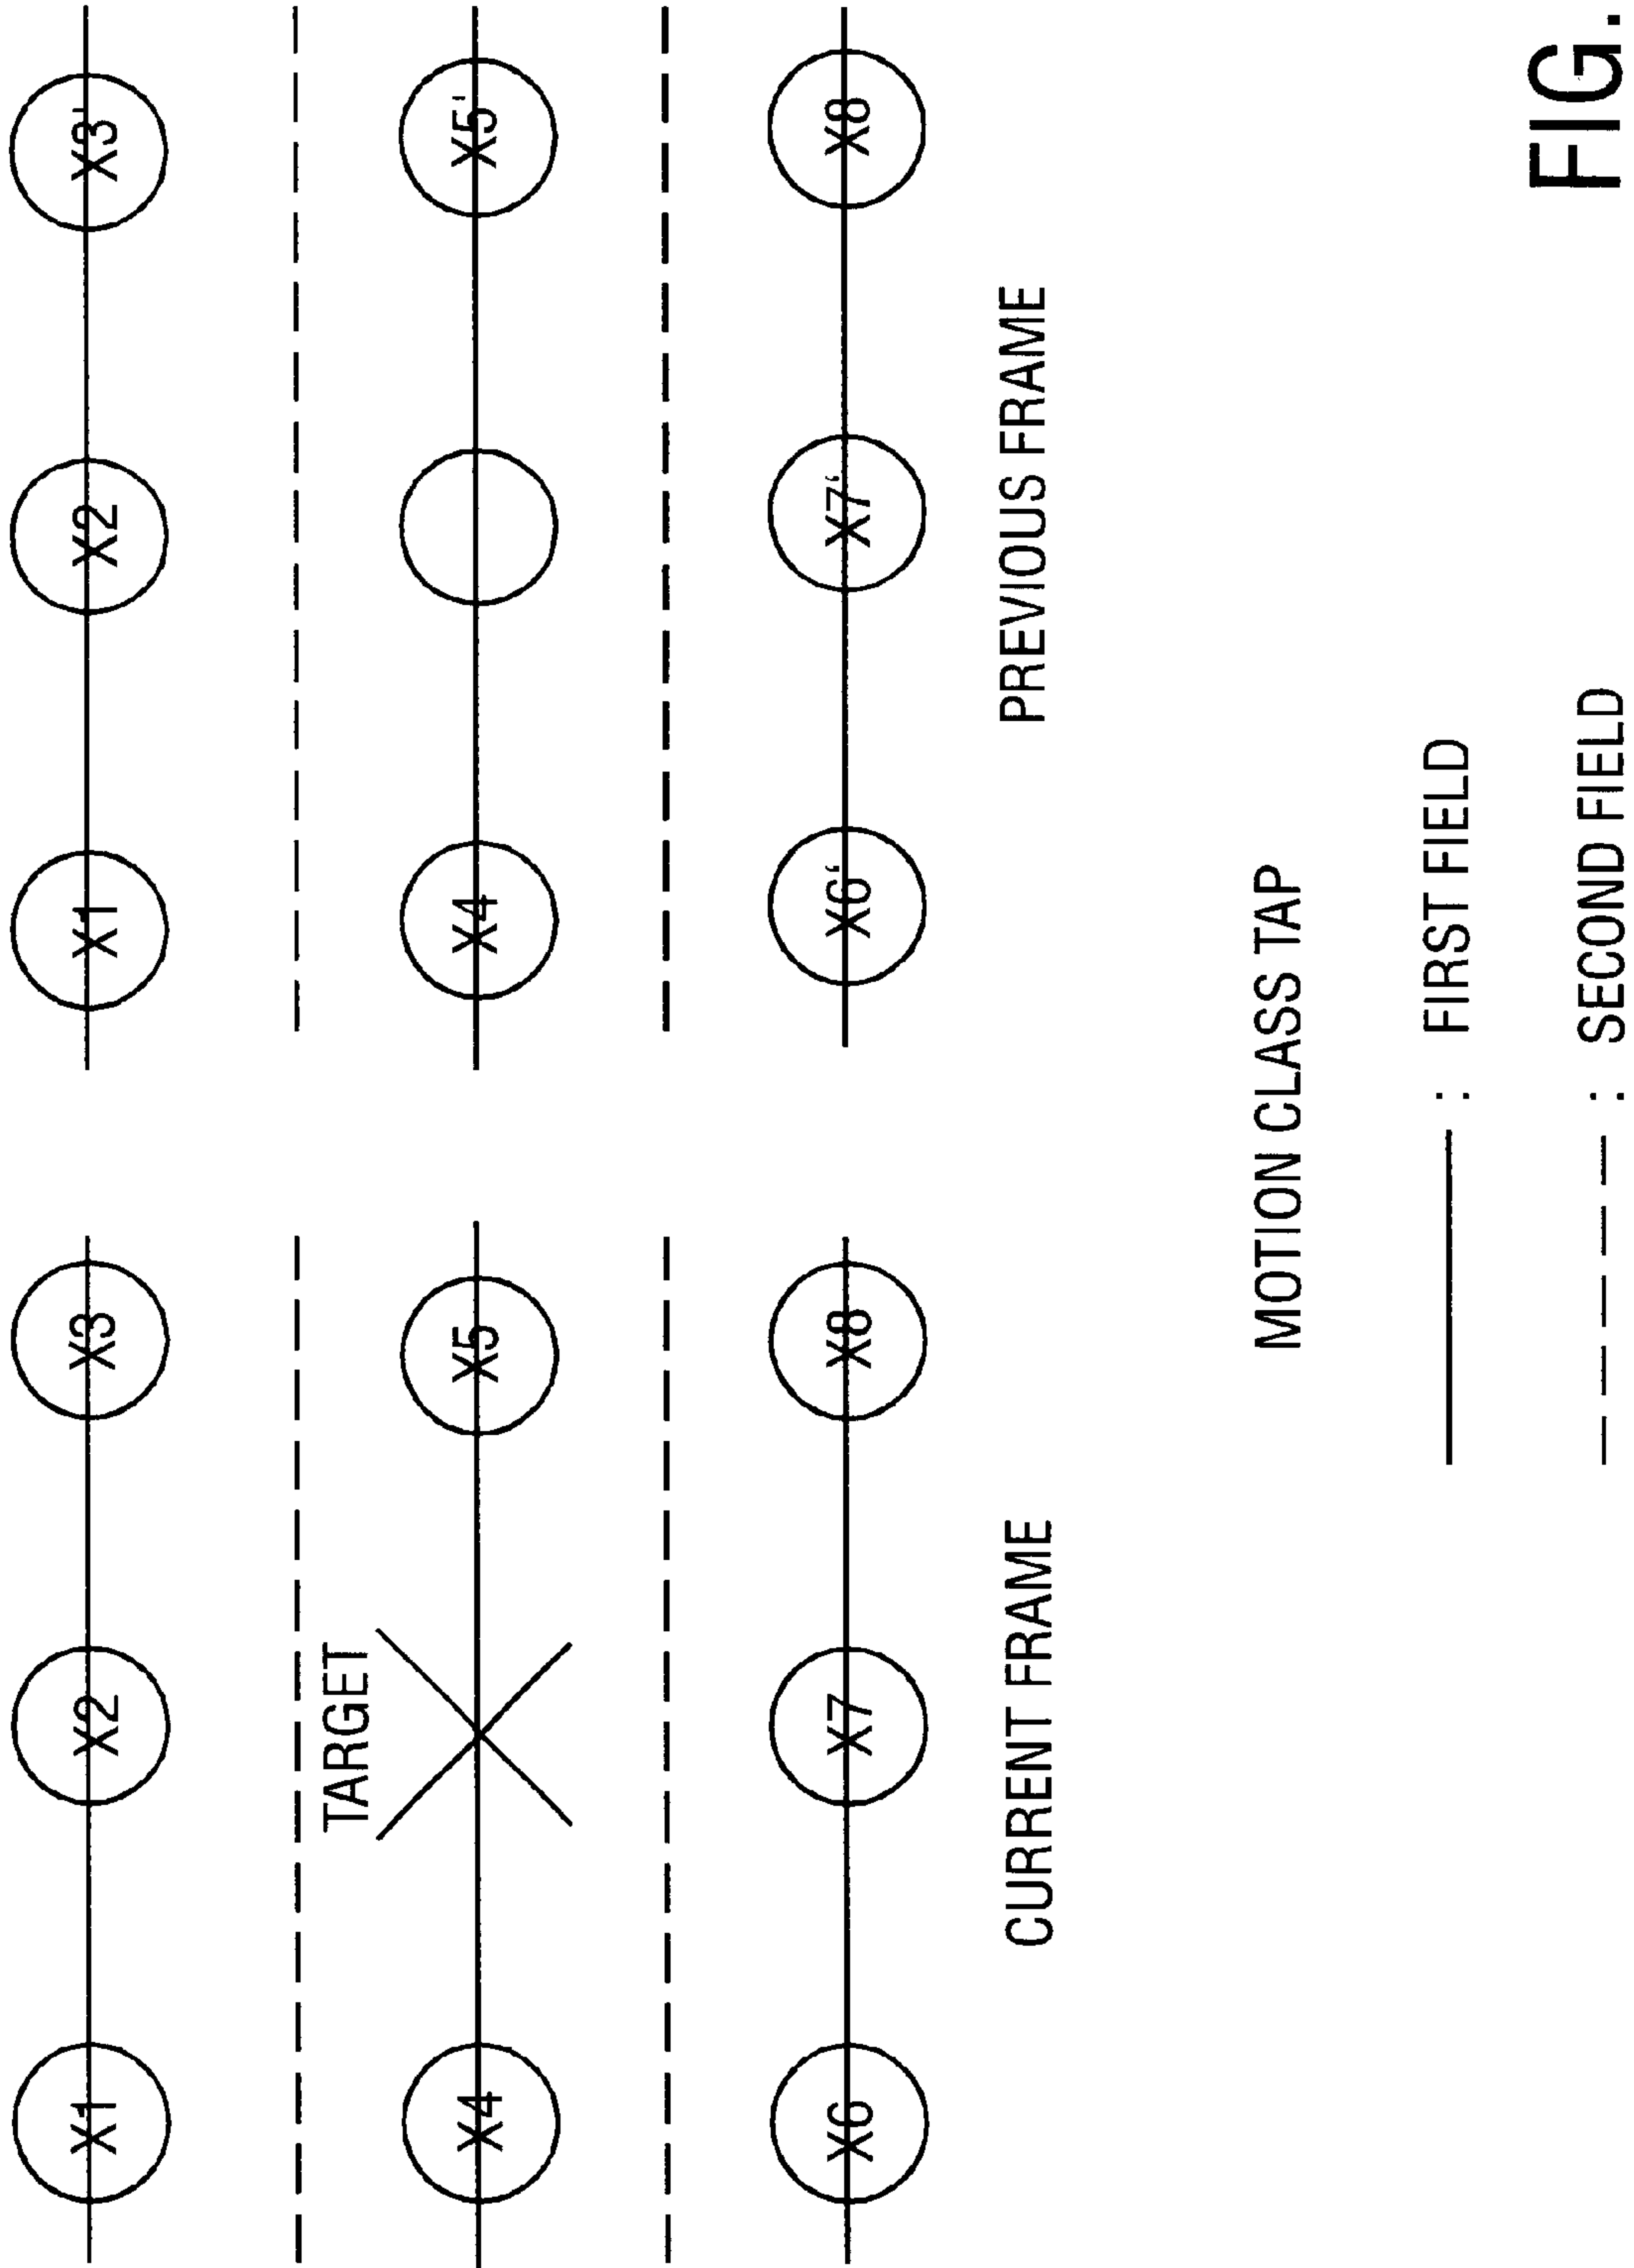 X1 X2 X3
TARGET
X4 X5
X6 X7 X8
CURRENT FRAME
X1 X2 X3'
X4 X5'
X6' X7' X8
PREVIOUS FRAME
MOTION CLASS TAP
: FIRST FIELD
: SECOND FIELD
FIG.